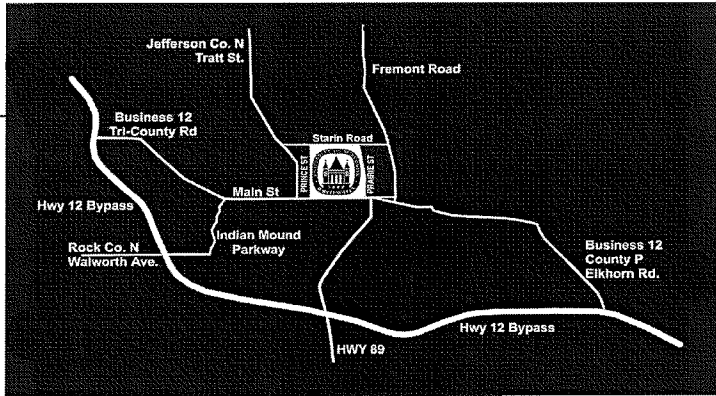 Jefferson Co. N
Tratt St.
Fremont Road
Business 12
Tri-County Rd
Starin Road
PRINCE ST
PRAIRIE ST
Main St
Hwy 12 Bypass
Indian Mound
Parkway
Rock Co. N
Walworth Ave.
Business 12
County P
Elkhorn Rd.
Hwy 12 Bypass
HWY 89